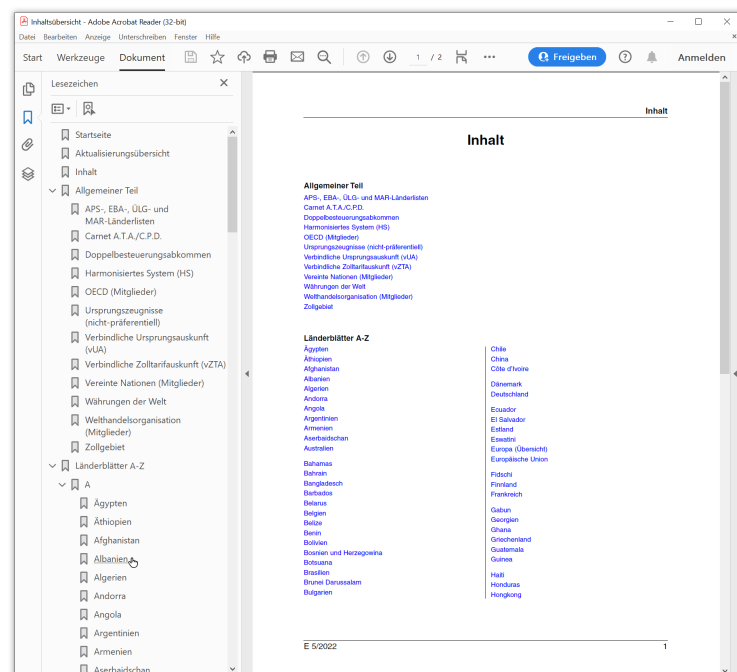 Inhaltsübersicht - Adobe Acrobat Reader (32-bit)
Datei Bearbeiten Anzeige Unterschreiben Fenster Hilfe
Start Werkzeuge Dokument 1 / 2 Freigeben Anmelden
Lesezeichen
Startseite
Aktualisierungsübersicht
Inhalt
Allgemeiner Teil
APS-, EBA-, ÜLG- und
MAR-Länderlisten
Carnet A.T.A./C.P.D.
Doppelbesteuerungsabkommen
Harmonisiertes System (HS)
OECD (Mitglieder)
Ursprungszeugnisse
(nicht-präferentiell)
Verbindliche Ursprungsauskunft
(vUA)
Verbindliche Zolltarifauskunft (vZTA)
Vereinte Nationen (Mitglieder)
Währungen der Welt
Welthandelsorganisation
(Mitglieder)
Zollgebiet
Länderblätter A-Z
A
Ägypten
Äthiopien
Afghanistan
Albanien
Algerien
Andorra
Angola
Argentinien
Armenien
Aserbaidschan
Inhalt
Inhalt
Allgemeiner Teil
APS-, EBA-, ÜLG- und MAR-Länderlisten
Carnet A.T.A./C.P.D.
Doppelbesteuerungsabkommen
Harmonisiertes System (HS)
OECD (Mitglieder)
Ursprungszeugnisse (nicht-präferentiell)
Verbindliche Ursprungsauskunft (vUA)
Verbindliche Zolltarifauskunft (vZTA)
Vereinte Nationen (Mitglieder)
Währungen der Welt
Welthandelsorganisation (Mitglieder)
Zollgebiet
Länderblätter A-Z
Ägypten
Äthiopien
Afghanistan
Albanien
Algerien
Andorra
Angola
Argentinien
Armenien
Aserbaidschan
Australien
Bahamas
Bahrain
Bangladesch
Barbados
Belarus
Belgien
Belize
Benin
Bolivien
Bosnien und Herzegowina
Botsuana
Brasilien
Brunei Darussalam
Bulgarien
Chile
China
Côte d'Ivoire
Dänemark
Deutschland
Ecuador
El Salvador
Estland
Eswatini
Europa (Übersicht)
Europäische Union
Fidschi
Finnland
Frankreich
Gabun
Georgien
Ghana
Griechenland
Guatemala
Guinea
Haiti
Honduras
Hongkong
E 5/2022 1